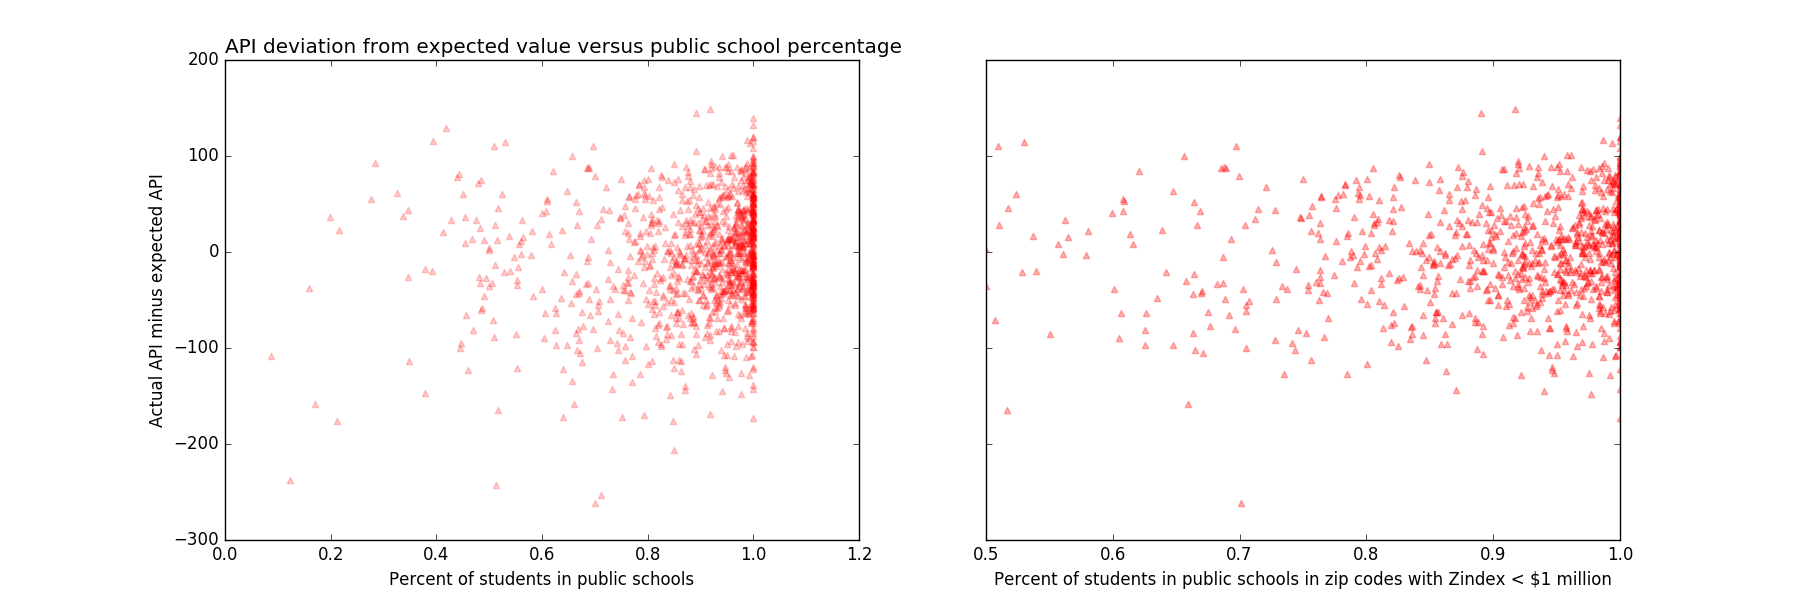 API deviation from expected value versus public school percentage
200
100
0
−100
−200
−300
Actual API minus expected API
0.0 0.2 0.4 0.6 0.8 1.0 1.2
Percent of students in public schools
0.5 0.6 0.7 0.8 0.9 1.0
Percent of students in public schools in zip codes with Zindex < $1 million